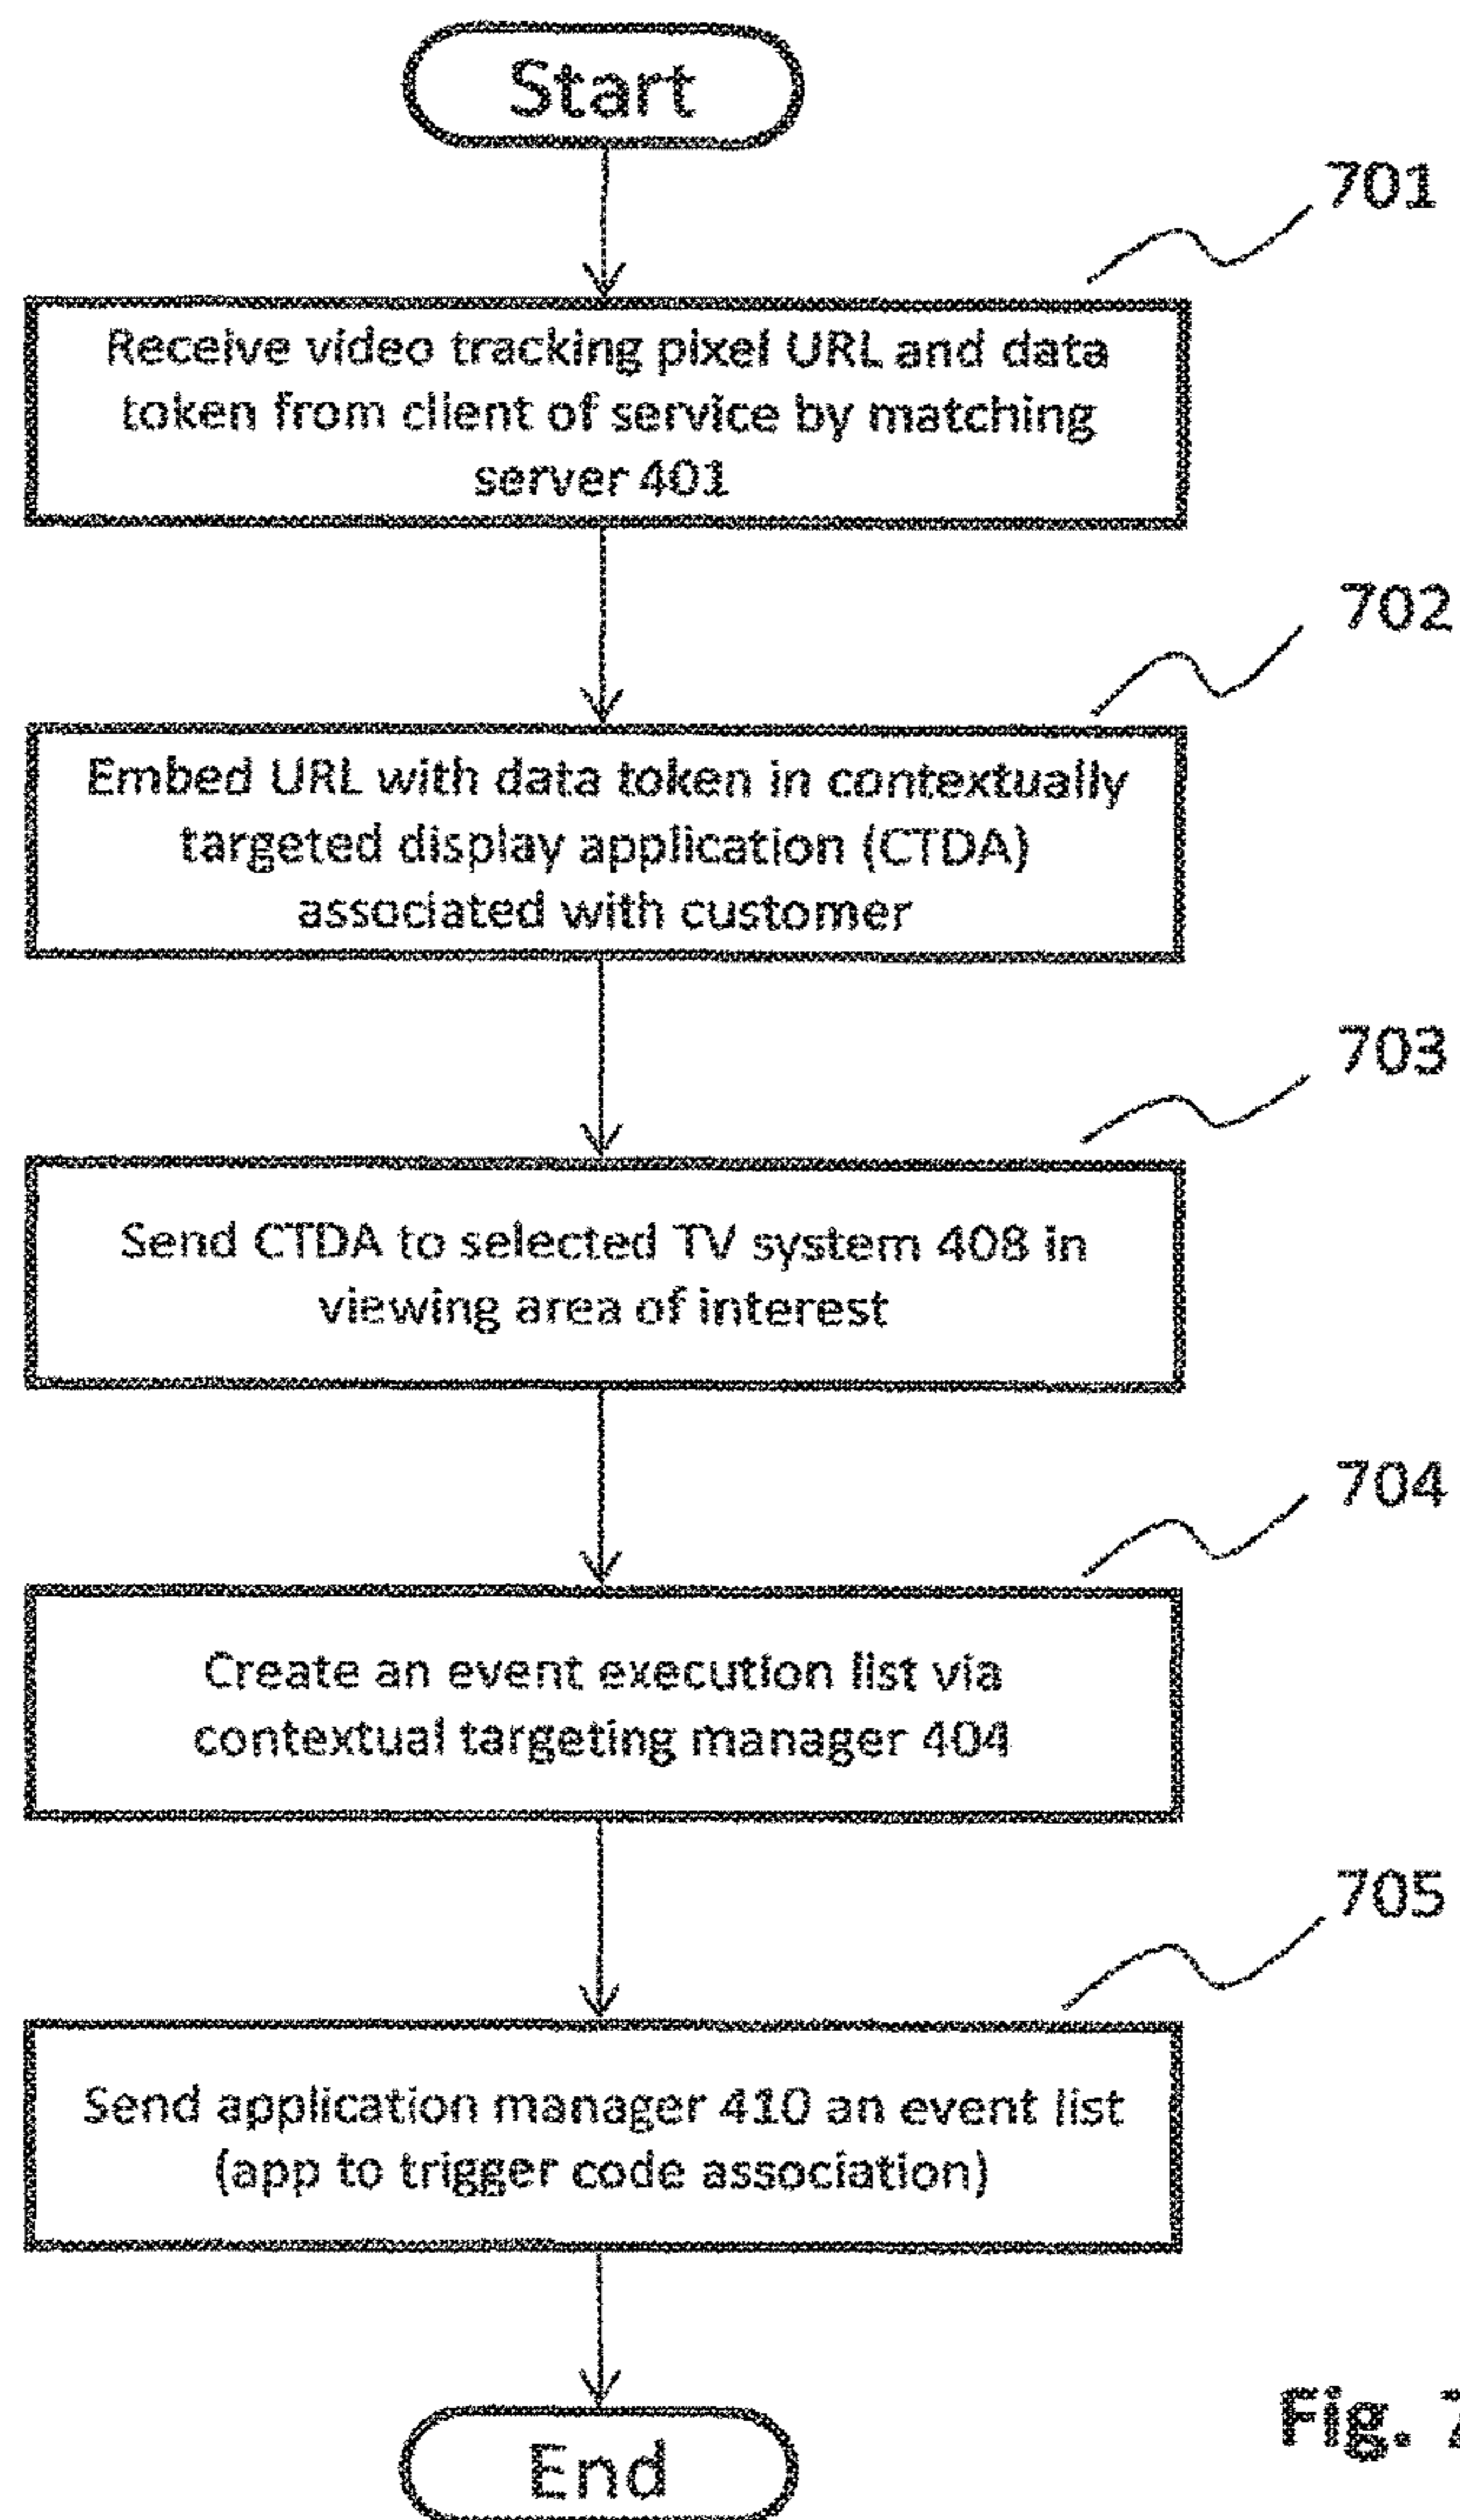 Start
701
Receive video tracking pixel URL and data
token from client of service by matching
server 401
702
Embed URL with data token in contextually
targeted display application (CTDA)
associated with customer
703
Send CTDA to selected TV system 408 in
viewing area of interest
704
Create an event execution list via
contextual targeting manager 404
705
Send application manager 410 an event list
(app to trigger code association)
End
Fig. 7